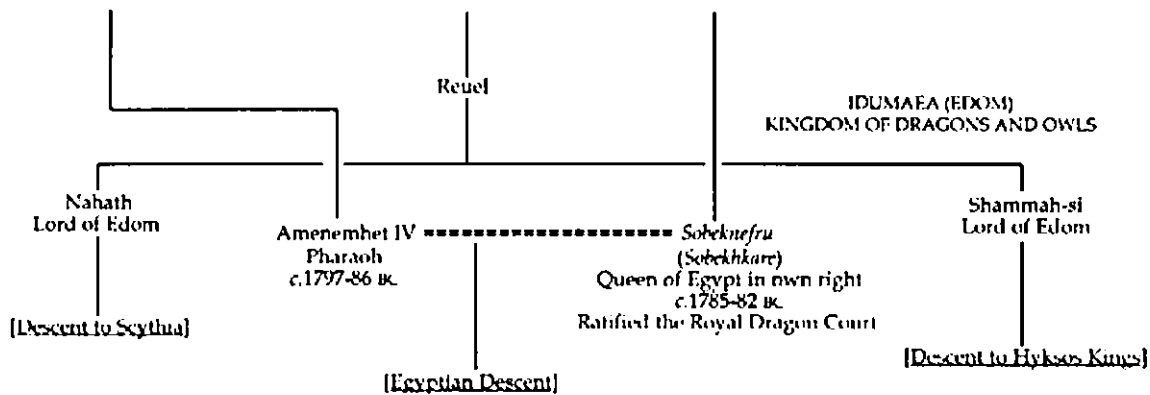 Reuel
IDUMAEA (EDOM)
KINGDOM OF DRAGONS AND OWLS
Nahath
Lord of Edom
Shammah-si
Lord of Edom
Amenemhet IV
Pharaoh
c.1797-86 BC
Sobeknefru
(Sobekhkare)
Queen of Egypt in own right
c.1785-82 BC
Ratified the Royal Dragon Court
[Descent to Scythia]
[Egyptian Descent]
[Descent to Hyksos Kings]